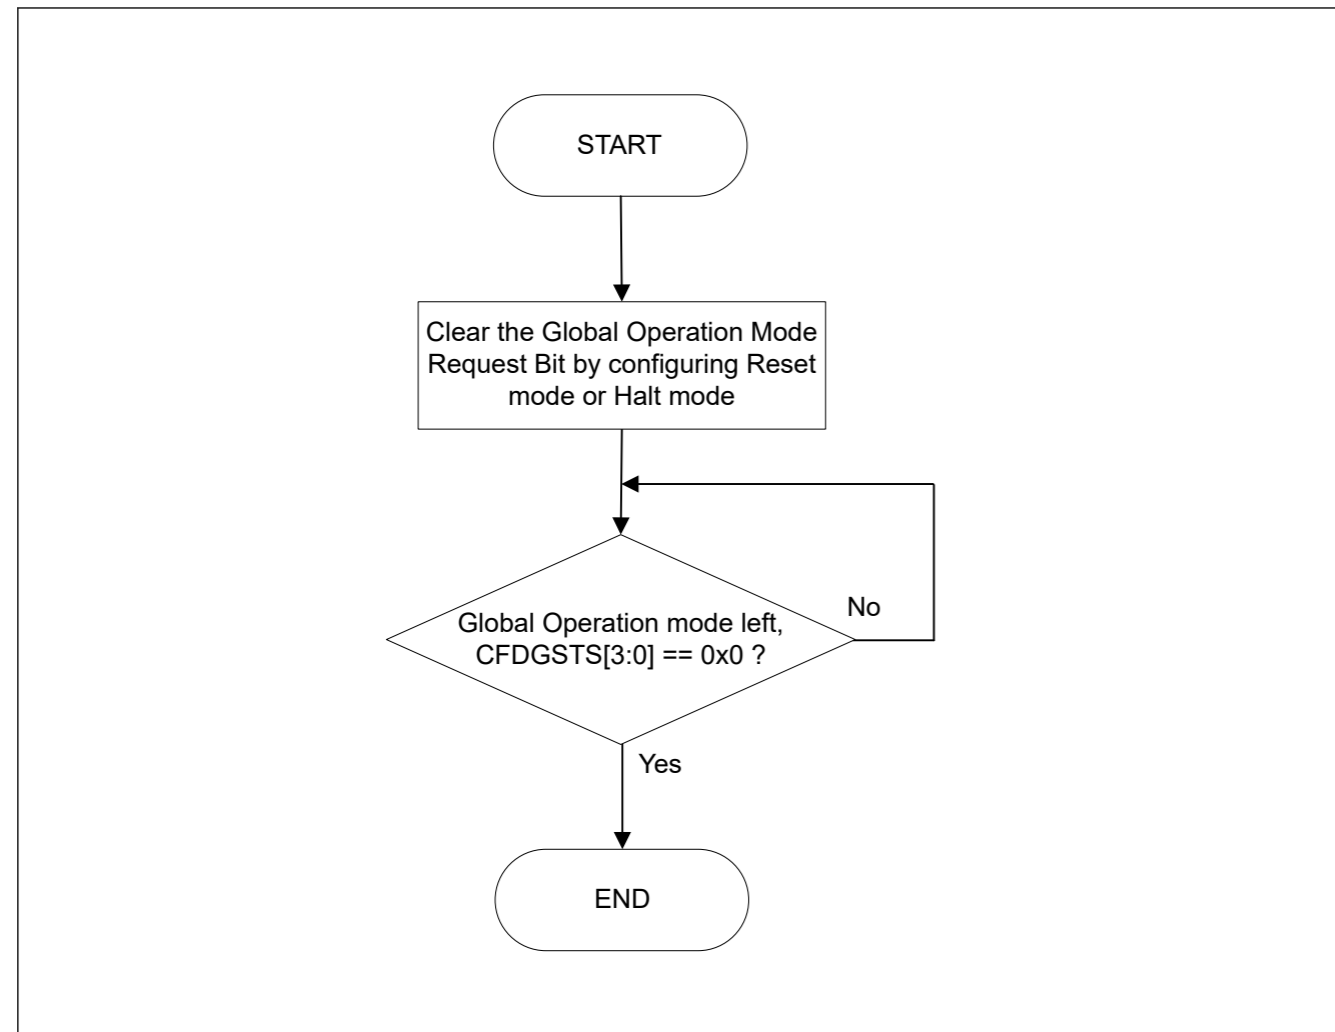 START
Clear the Global Operation Mode
Request Bit by configuring Reset
mode or Halt mode
No
Global Operation mode left,
CFDGSTS[3:0] == 0x0 ?
Yes
END